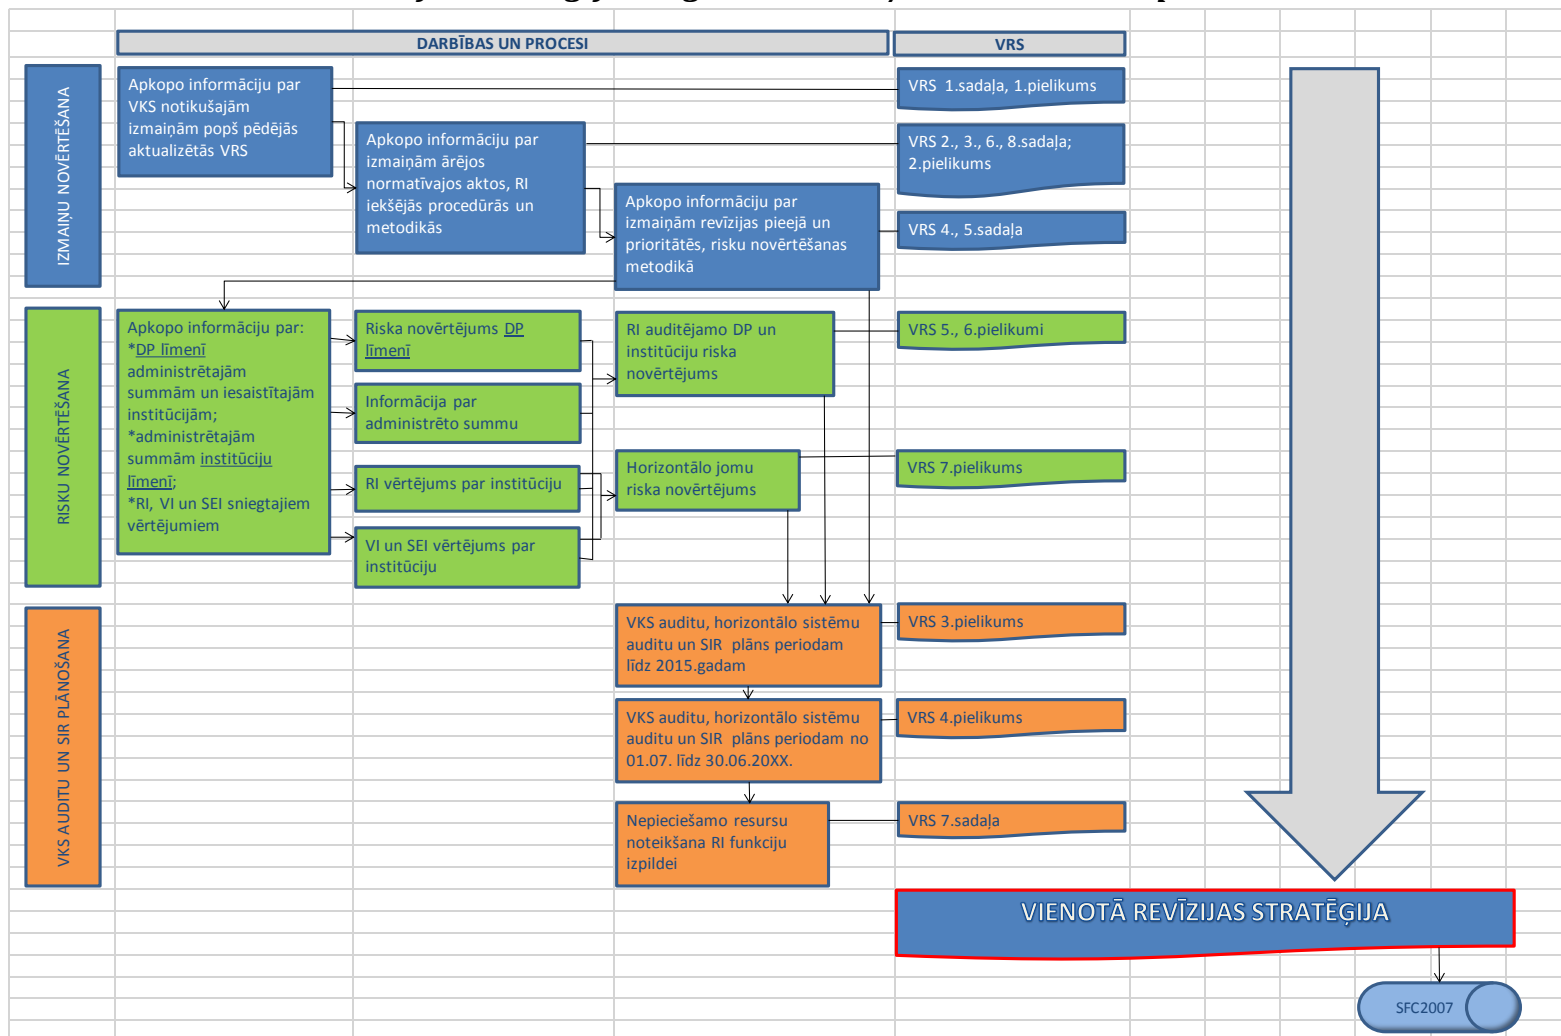 DARBĪBAS UN PROCESI
VRS
IZMAIŅU NOVĒRTĒŠANA
Apkopo informāciju par
VKS notikušajām
izmaiņām popš pēdējās
aktualizētās VRS
VRS 1.sadaļa, 1.pielikums
Apkopo informāciju par
izmaiņām ārējos
normatīvajos aktos, RI
iekšējās procedūrās un
metodikās
VRS 2., 3., 6., 8.sadaļa;
2.pielikums
Apkopo informāciju par
izmaiņām revīzijas pieejā un
prioritātēs, risku novērtēšanas
metodikā
VRS 4., 5.sadaļa
RISKU NOVĒRTĒŠANA
Apkopo informāciju par:
*DP līmenī
administrētajām
summām un iesaistītajām
institūcijām;
*administrētajām
summām institūciju
līmenī;
*RI, VI un SEI sniegtajiem
vērtējumiem
Riska novērtējums DP
līmenī
Informācija par
administrēto summu
RI vērtējums par institūciju
VI un SEI vērtējums par
institūciju
RI auditējamo DP un
institūciju riska
novērtējums
VRS 5., 6.pielikumi
Horizontālo jomu
riska novērtējums
VRS 7.pielikums
VKS AUDITU UN SIR PLĀNOŠANA
VKS auditu, horizontālo sistēmu
auditu un SIR plāns periodam
līdz 2015.gadam
VRS 3.pielikums
VKS auditu, horizontālo sistēmu
auditu un SIR plāns periodam no
01.07. līdz 30.06.20XX.
VRS 4.pielikums
Nepieciešamo resursu
noteikšana RI funkciju
izpildei
VRS 7.sadaļa
VIENOTĀ REVĪZIJAS STRATĒĢIJA
SFC2007